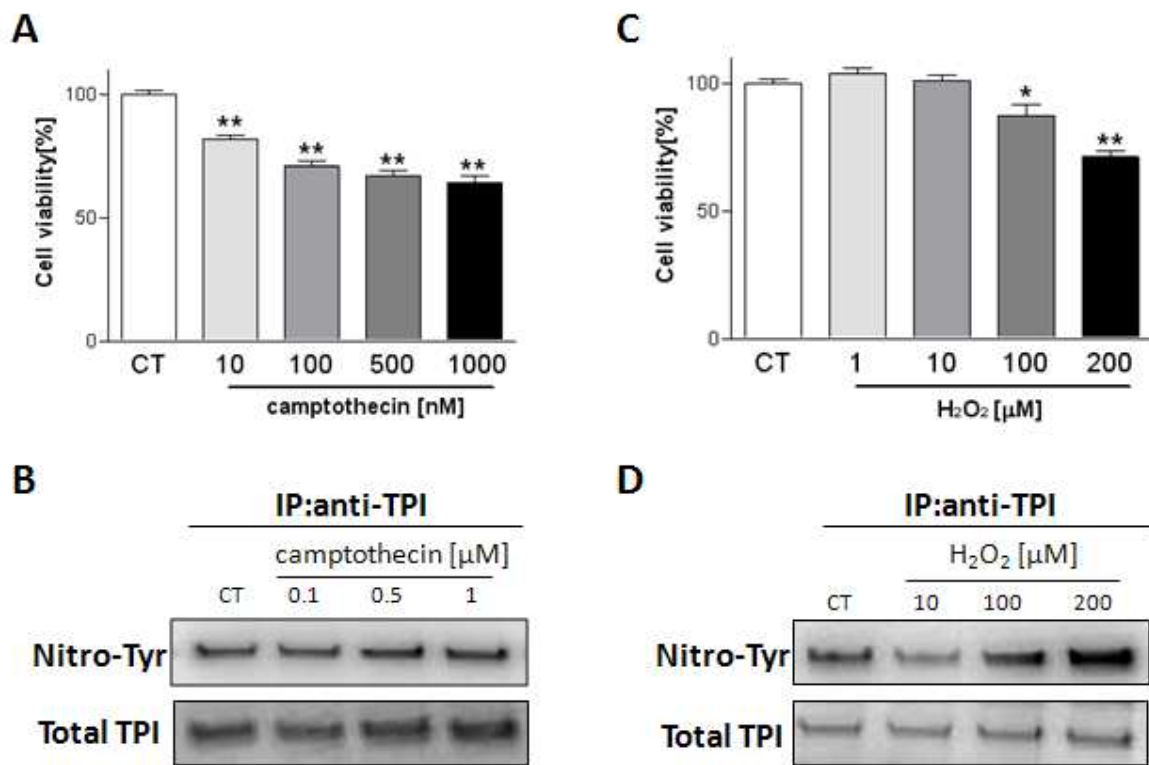 A
Cell viability[%]
100
50
0
**
**
**
**
CT 10 100 500 1000
camptothecin [nM]
C
Cell viability[%]
100
50
0
*
**
CT 1 10 100 200
H₂O₂ [μM]
B
IP:anti-TPI
camptothecin [μM]
CT 0.1 0.5 1
Nitro-Tyr
Total TPI
D
IP:anti-TPI
H₂O₂ [μM]
CT 10 100 200
Nitro-Tyr
Total TPI